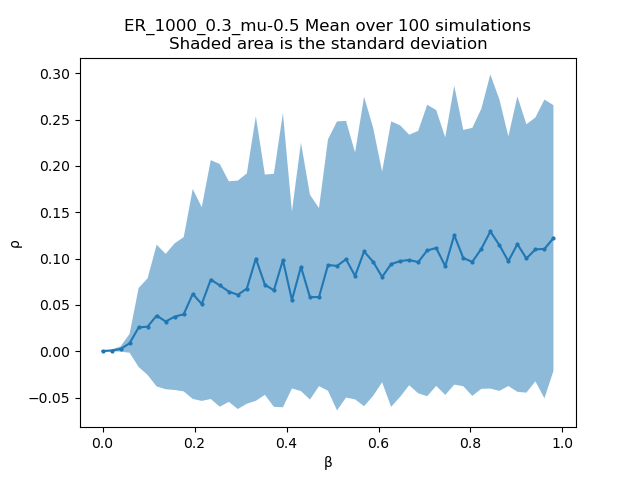 ER_1000_0.3_mu-0.5 Mean over 100 simulations
Shaded area is the standard deviation
0.30
0.25
0.20
0.15
0.10
0.05
0.00
−0.05
ρ
0.0 0.2 0.4 0.6 0.8 1.0
β